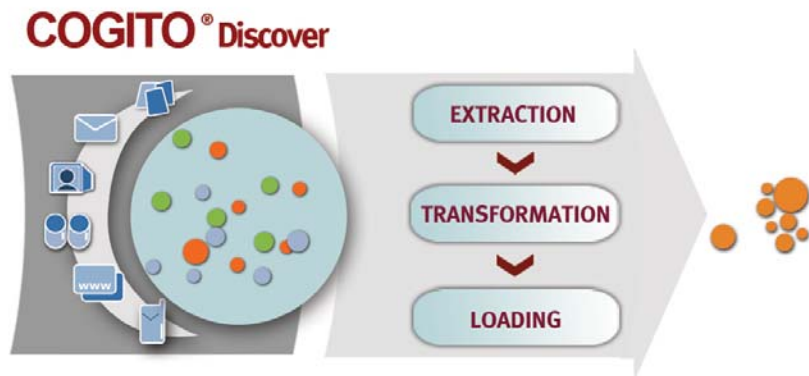 COGITO® Discover
EXTRACTION
TRANSFORMATION
LOADING
www